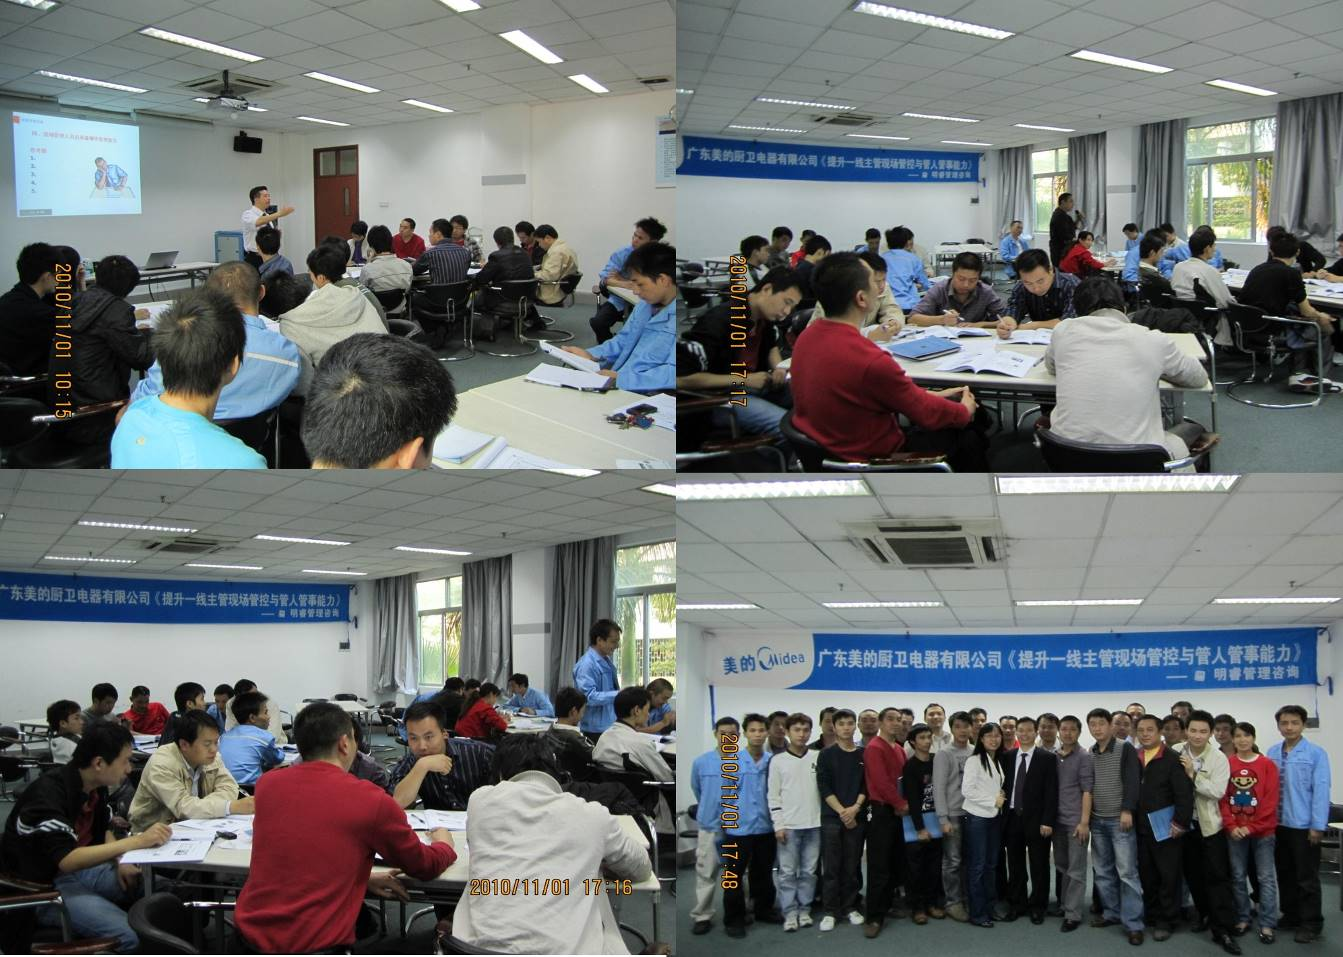 2010/11/01 10:15
广东美的厨卫电器有限公司《提升一线主管现场管控与管人管事能力》
—— 明睿管理咨询
2010/11/01 17:17
广东美的厨卫电器有限公司《提升一线主管现场管控与管人管事能力》
—— 明睿管理咨询
2010/11/01 17:16
美的 Midea 广东美的厨卫电器有限公司《提升一线主管现场管控与管人管事能力》
—— 明睿管理咨询
2010/11/01 17:48